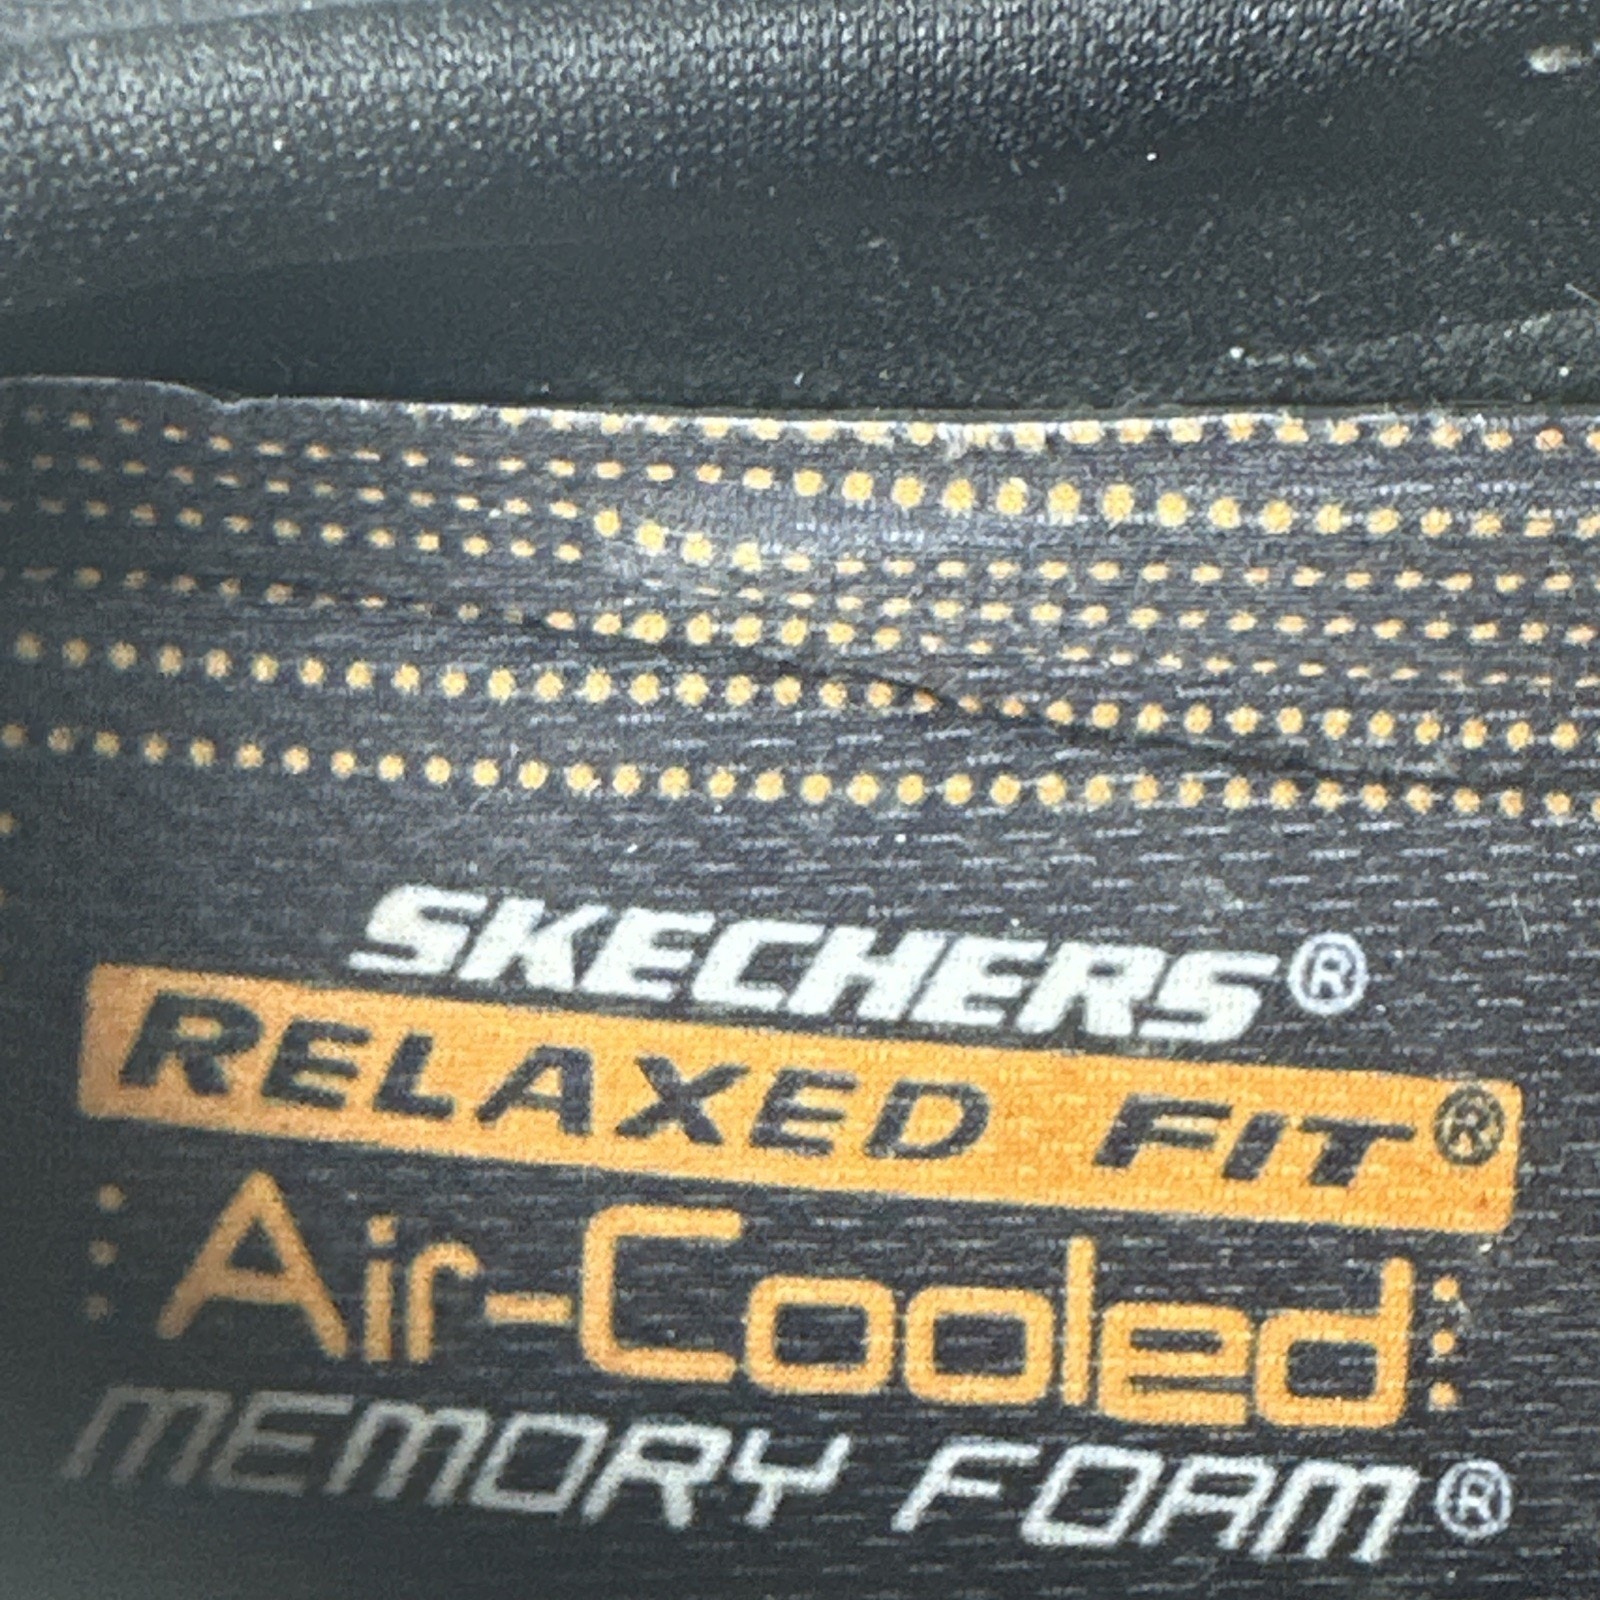 SKECHERS®
RELAXED FIT®
Air-Cooled
MEMORY FOAM®